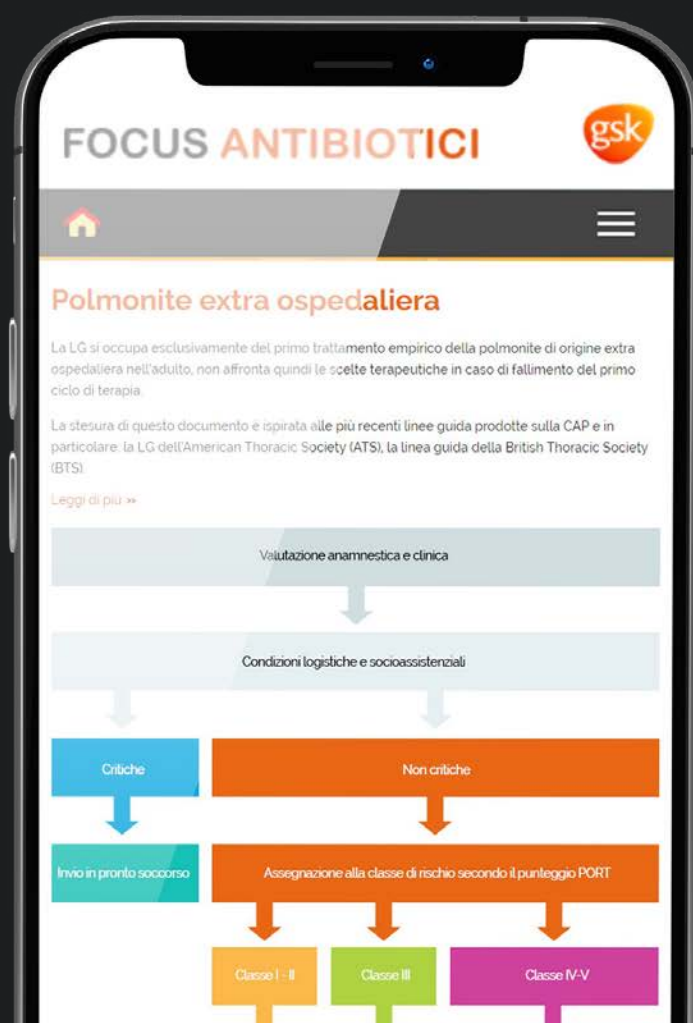 FOCUS ANTIBIOTICI
gsk
Polmonite extra ospedaliera
La LG si occupa esclusivamente del primo trattamento empirico della polmonite di origine extra
ospedaliera nell'adulto, non affronta quindi le scelte terapeutiche in caso di fallimento del primo
ciclo di terapia.
La stesura di questo documento è ispirata alle più recenti linee guida prodotte sulla CAP e in
particolare: la LG dell'American Thoracic Society (ATS), la linea guida della British Thoracic Society
(BTS).
Leggi di più »
Valutazione anamnestica e clinica
Condizioni logistiche e socioassistenziali
Critiche
Non critiche
Invio in pronto soccorso
Assegnazione alla classe di rischio secondo il punteggio PORT
Classe I - II
Classe III
Classe IV-V